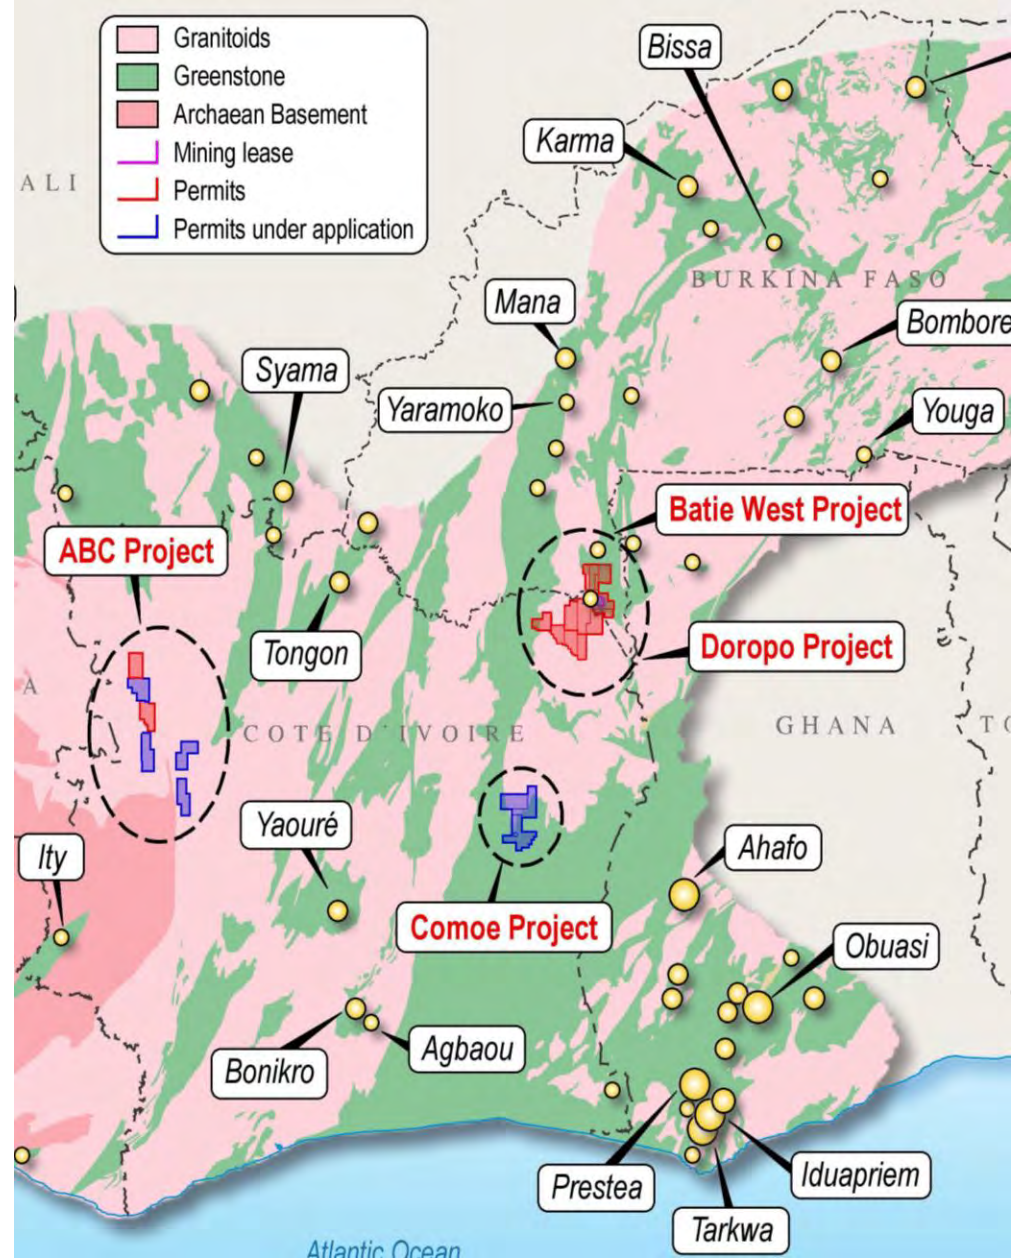 Granitoids
Greenstone
Archaean Basement
Mining lease
Permits
Permits under application
Bissa
Karma
ALI
BURKINA FASO
Mana
Bombore
Syama
Yaramoko
Youga
Batie West Project
ABC Project
Tongon
Doropo Project
A
COTE D'IVOIRE
GHANA
TO
Yaouré
Ity
Ahafo
Comoe Project
Obuasi
Agbaou
Bonikro
Iduapriem
Prestea
Tarkwa
Atlantic Ocean